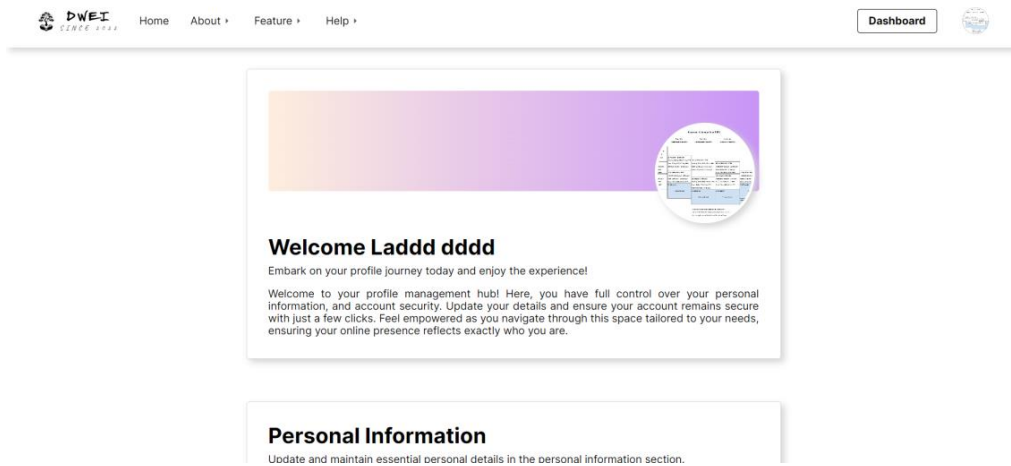 DWEI
SINCE
Home
About
Feature
Help
Dashboard
Welcome Laddd dddd
Embark on your profile journey today and enjoy the experience!
Welcome to your profile management hub! Here, you have full control over your personal
information, and account security. Update your details and ensure your account remains secure
with just a few clicks. Feel empowered as you navigate through this space tailored to your needs,
ensuring your online presence reflects exactly who you are.
Personal Information
Update and maintain essential personal details in the personal information section.